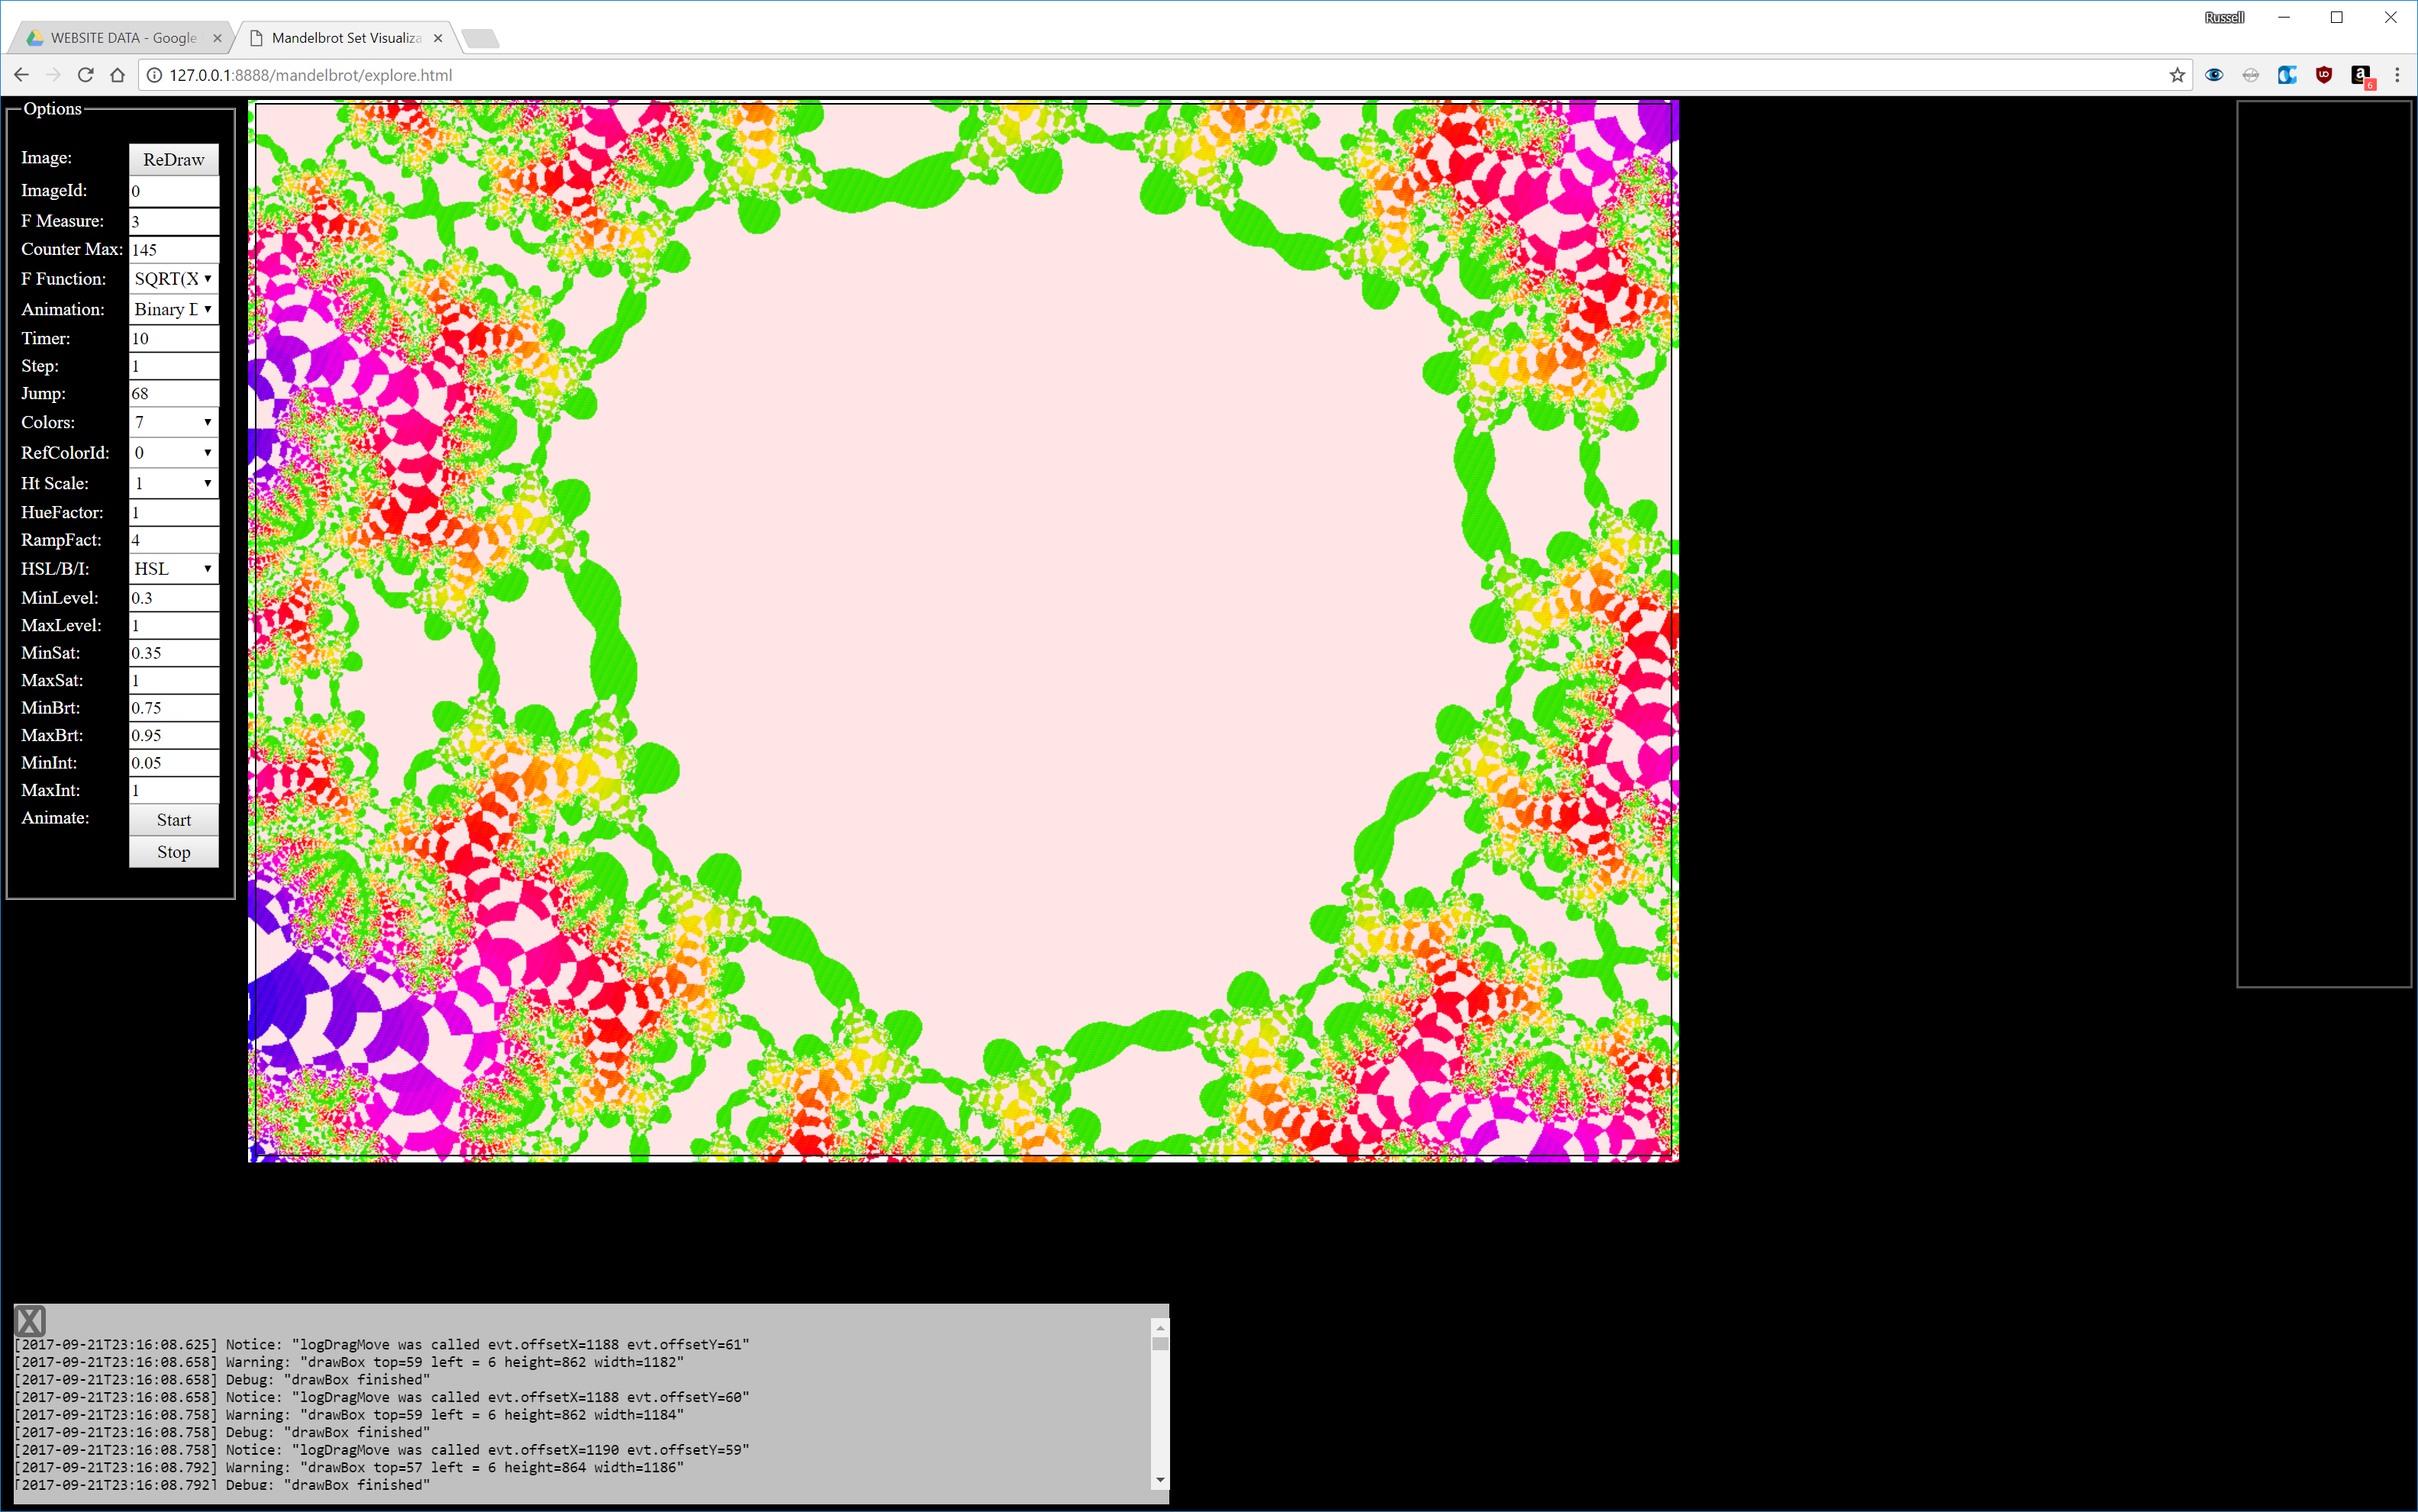 Russell
WEBSITE DATA - Google
Mandelbrot Set Visualiza
127.0.0.1:8888/mandelbrot/explore.html
6
Options
Image: ReDraw
ImageId: 0
F Measure: 3
Counter Max: 145
F Function: SQRT(X
Animation: Binary D
Timer: 10
Step: 1
Jump: 68
Colors: 7
RefColorId: 0
Ht Scale: 1
HueFactor: 1
RampFact: 4
HSL/B/I: HSL
MinLevel: 0.3
MaxLevel: 1
MinSat: 0.35
MaxSat: 1
MinBrt: 0.75
MaxBrt: 0.95
MinInt: 0.05
MaxInt: 1
Animate: Start
Stop
X
[2017-09-21T23:16:08.625] Notice: "logDragMove was called evt.offsetX=1188 evt.offsetY=61"
[2017-09-21T23:16:08.658] Warning: "drawBox top=59 left = 6 height=862 width=1182"
[2017-09-21T23:16:08.658] Debug: "drawBox finished"
[2017-09-21T23:16:08.658] Notice: "logDragMove was called evt.offsetX=1188 evt.offsetY=60"
[2017-09-21T23:16:08.758] Warning: "drawBox top=59 left = 6 height=862 width=1184"
[2017-09-21T23:16:08.758] Debug: "drawBox finished"
[2017-09-21T23:16:08.758] Notice: "logDragMove was called evt.offsetX=1190 evt.offsetY=59"
[2017-09-21T23:16:08.792] Warning: "drawBox top=57 left = 6 height=864 width=1186"
[2017-09-21T23:16:08.792] Debug: "drawBox finished"